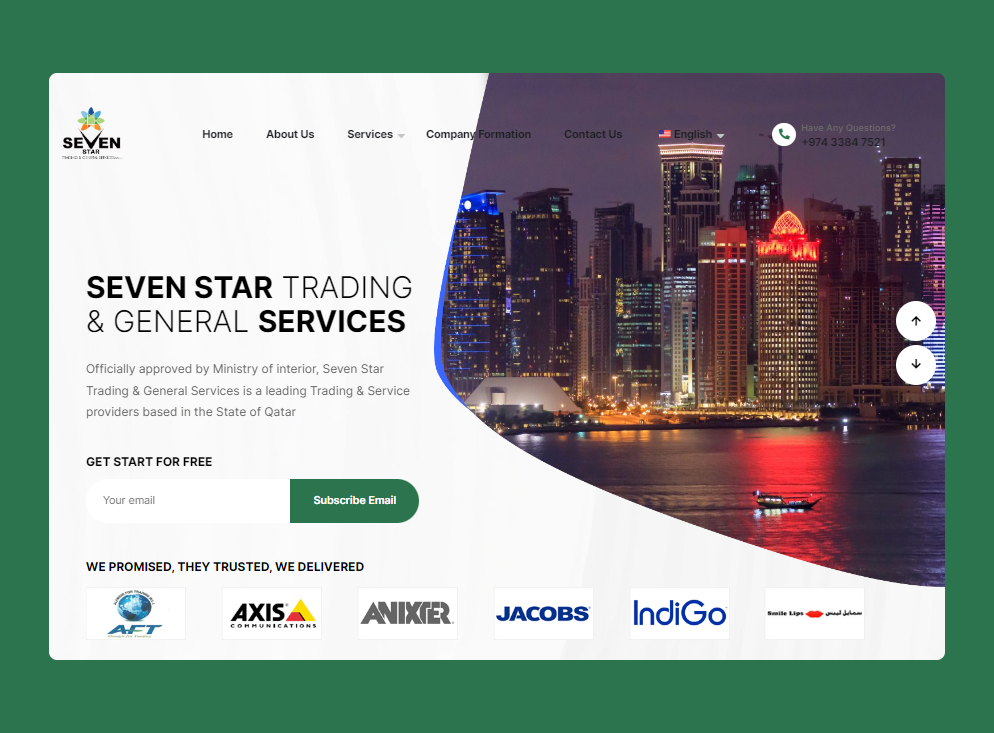 SEVEN
STAR
Home
About Us
Services
Company Formation
Contact Us
English
Have Any Questions?
+974 3384 7521
SEVEN STAR TRADING
& GENERAL SERVICES
Officially approved by Ministry of interior, Seven Star
Trading & General Services is a leading Trading & Service
providers based in the State of Qatar
GET START FOR FREE
Your email
Subscribe Email
WE PROMISED, THEY TRUSTED, WE DELIVERED
AFT
AXIS
COMMUNICATIONS
ANIXTER
JACOBS
IndiGo
Smile Lips سمايل ليبس